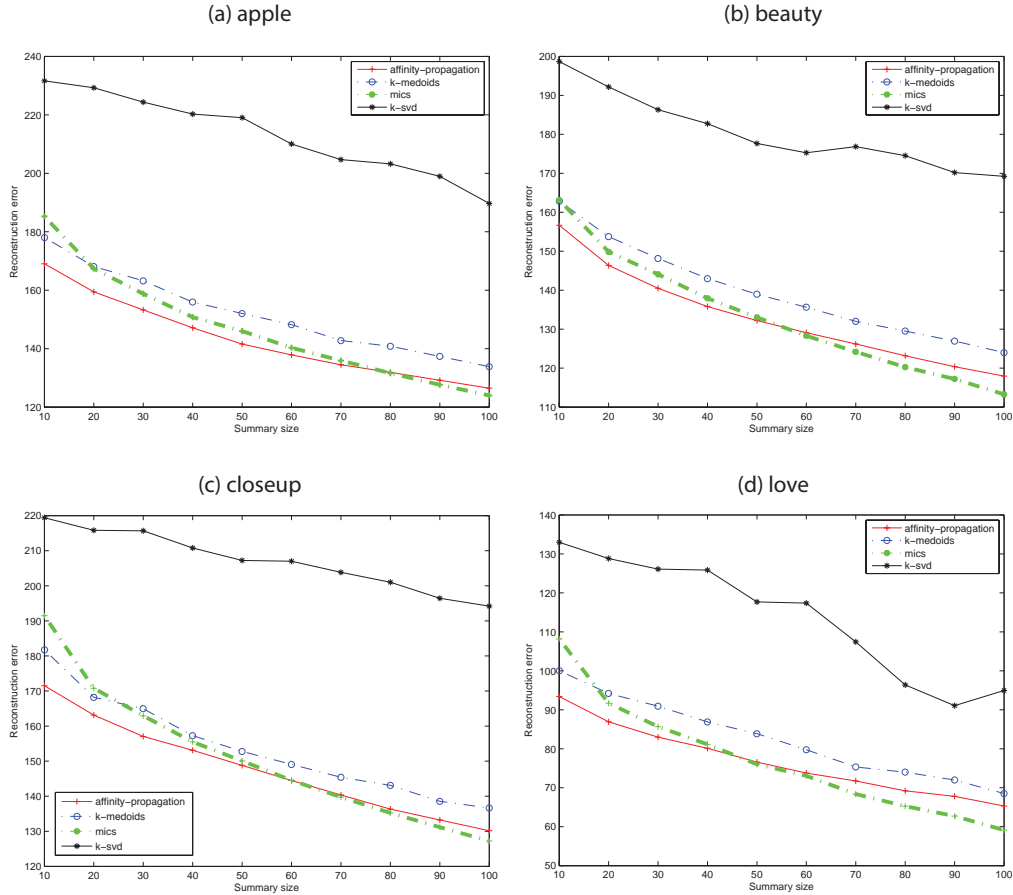 (a) apple
240
220
200
180
160
140
120
Reconstruction error
10 20 30 40 50 60 70 80 90 100
Summary size
affinity-propagation
k-medoids
mics
k-svd
(b) beauty
200
190
180
170
160
150
140
130
120
110
Reconstruction error
10 20 30 40 50 60 70 80 90 100
Summary size
affinity-propagation
k-medoids
mics
k-svd
(c) closeup
220
210
200
190
180
170
160
150
140
130
120
Reconstruction error
10 20 30 40 50 60 70 80 90 100
Summary size
affinity-propagation
k-medoids
mics
k-svd
(d) love
140
130
120
110
100
90
80
70
60
50
Reconstruction error
10 20 30 40 50 60 70 80 90 100
Summary size
affinity-propagation
k-medoids
mics
k-svd